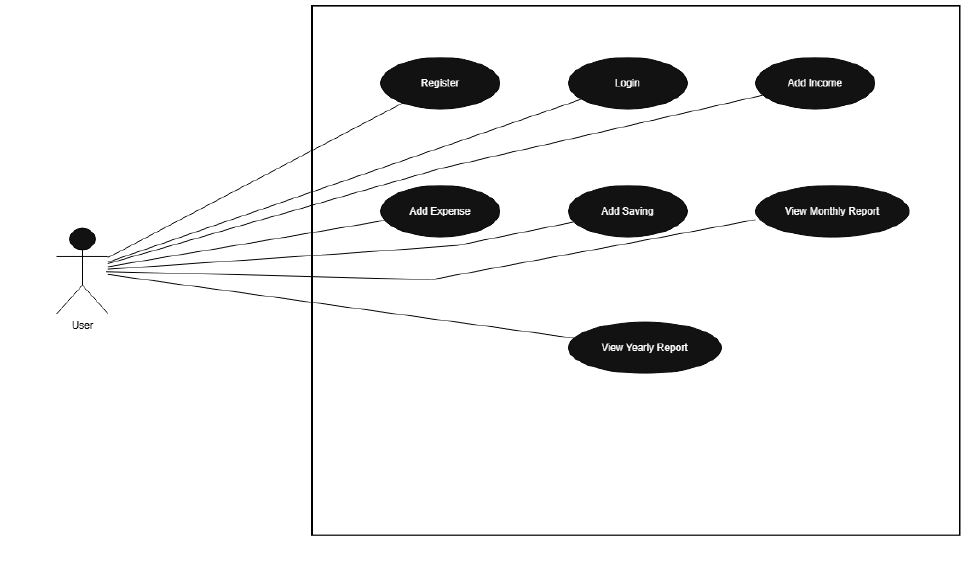 Register
Login
Add Income
Add Expense
Add Saving
View Monthly Report
User
View Yearly Report